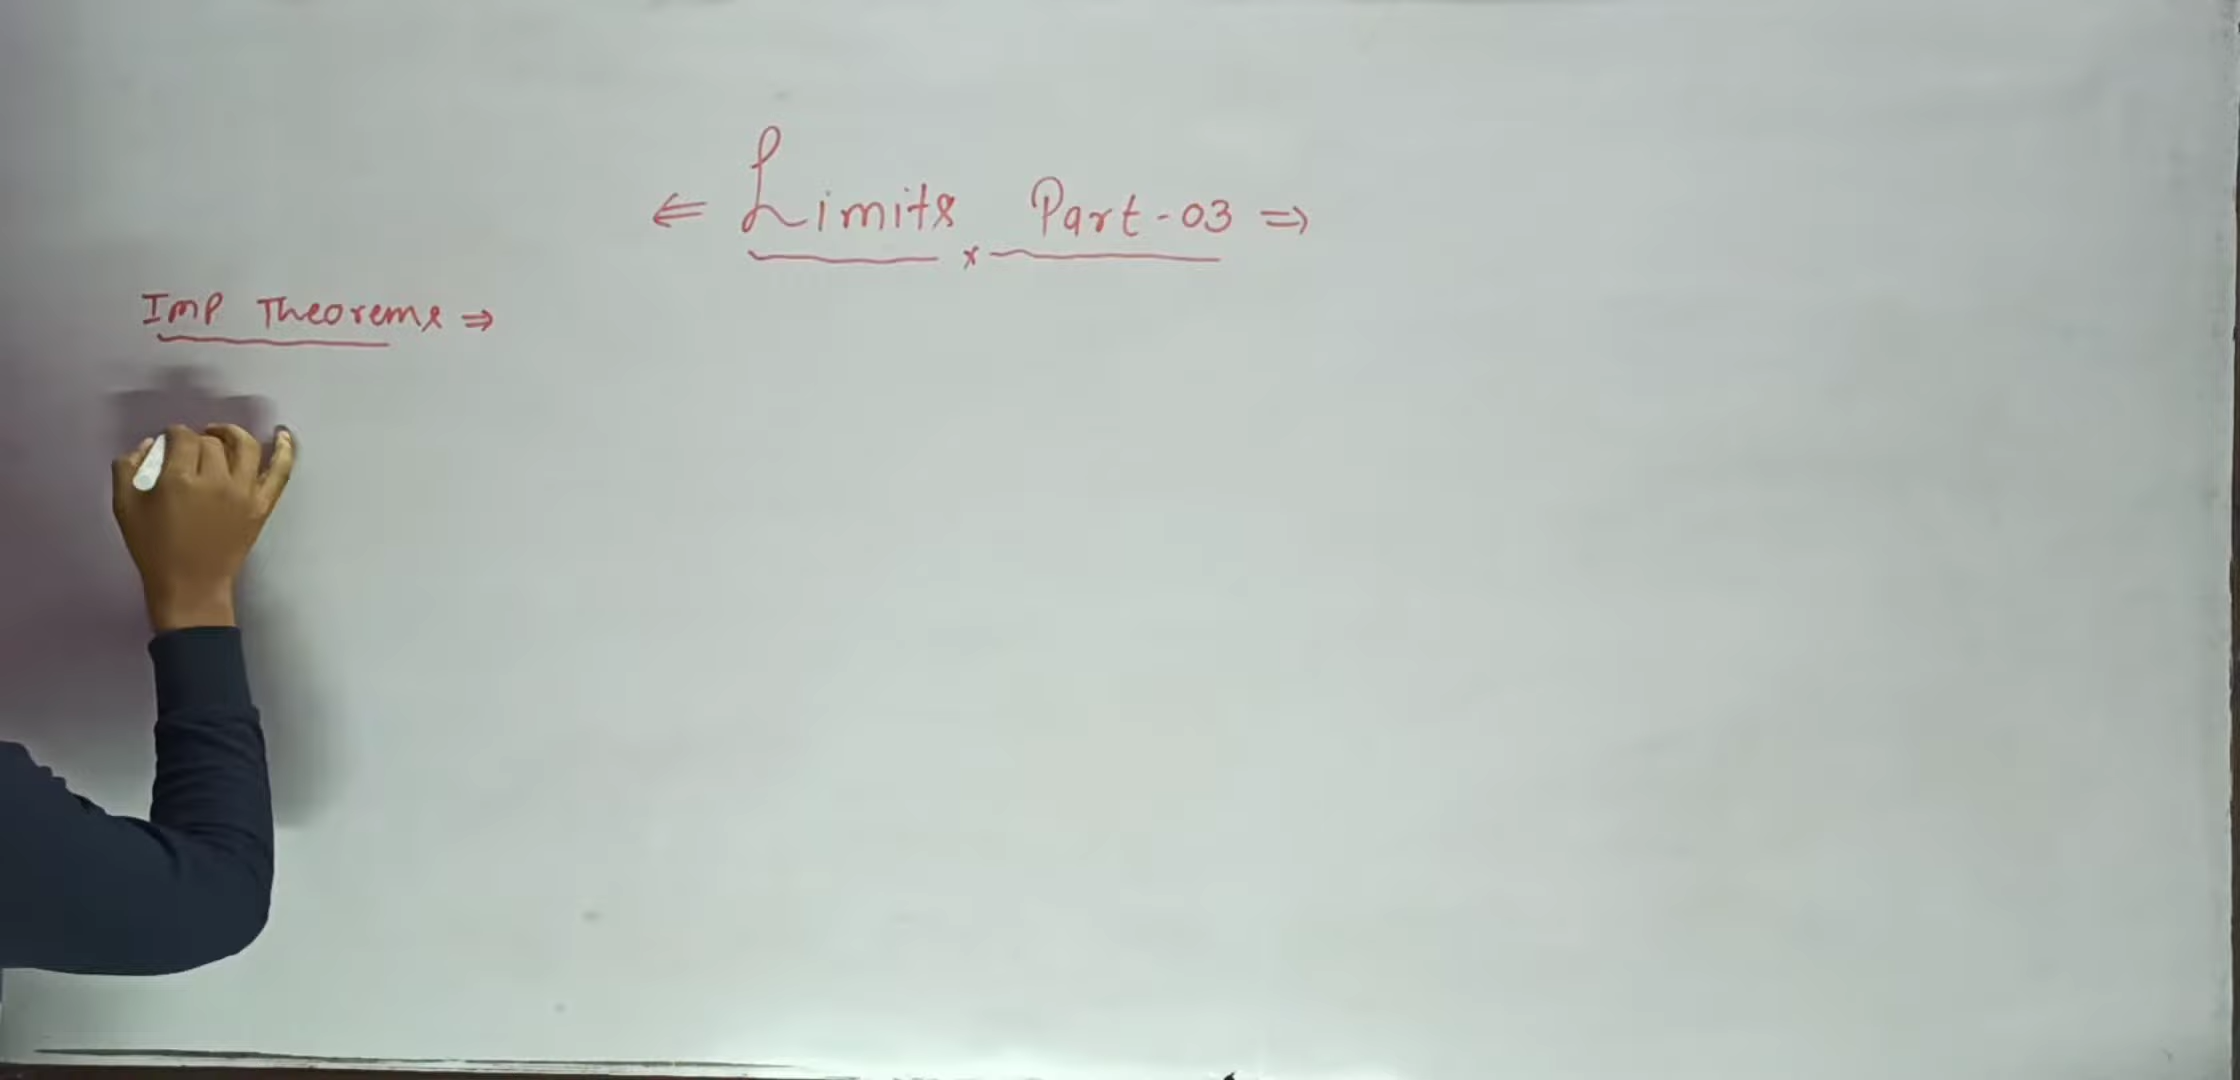 ⇐ Limits Part-03 ⇒
Imp Theorems ⇒